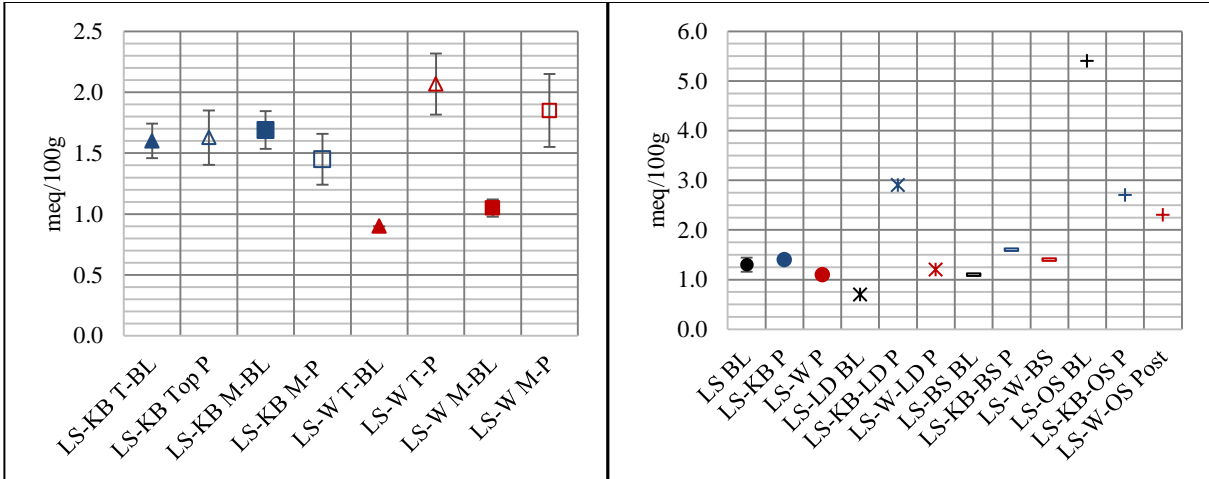 meq/100g
2.5
2.0
1.5
1.0
0.5
0.0
LS-KB T-BL
LS-KB Top P
LS-KB M-BL
LS-KB M-P
LS-W T-BL
LS-W T-P
LS-W M-BL
LS-W M-P
meq/100g
6.0
5.0
4.0
3.0
2.0
1.0
0.0
LS BL
LS-KB P
LS-W P
LS-LD BL
LS-KB-LD P
LS-W-LD P
LS-BS BL
LS-KB-BS P
LS-W-BS
LS-OS BL
LS-KB-OS P
LS-W-OS Post